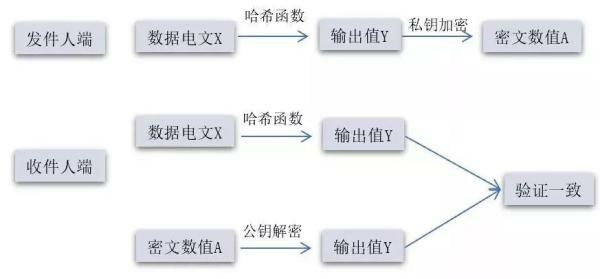 发件人端
数据电文X
哈希函数
输出值Y
私钥加密
密文数值A
收件人端
数据电文X
哈希函数
输出值Y
验证一致
密文数值A
公钥解密
输出值Y